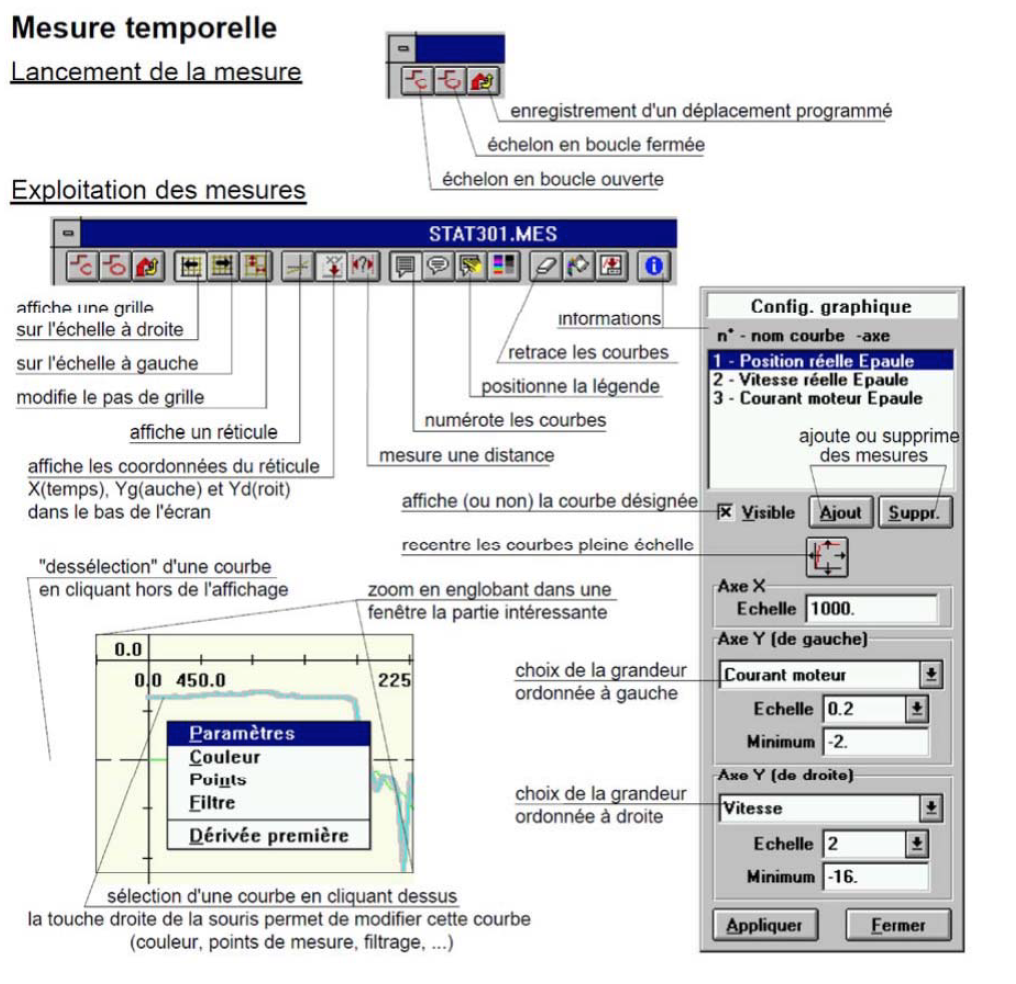 Mesure temporelle
Lancement de la mesure
enregistrement d'un déplacement programmé
échelon en boucle fermée
échelon en boucle ouverte
Exploitation des mesures
STAT301.MES
affiche une grille
sur l'échelle à droite
sur l'échelle à gauche
modifie le pas de grille
affiche un réticule
affiche les coordonnées du réticule
X(temps), Yg(auche) et Yd(roit)
dans le bas de l'écran
informations
retrace les courbes
positionne la légende
numérote les courbes
mesure une distance
Config. graphique
n° - nom courbe -axe
1 - Position réelle Epaule
2 - Vitesse réelle Epaule
3 - Courant moteur Epaule
ajoute ou supprime
des mesures
affiche (ou non) la courbe désignée
Visible
Ajout
Suppr.
recentre les courbes pleine échelle
Axe X
Echelle 1000.
Axe Y (de gauche)
choix de la grandeur
ordonnée à gauche
Courant moteur
Echelle 0.2
Minimum -2.
Axe Y (de droite)
choix de la grandeur
ordonnée à droite
Vitesse
Echelle 2
Minimum -16.
Appliquer
Fermer
"dessélection" d'une courbe
en cliquant hors de l'affichage
zoom en englobant dans une
fenêtre la partie intéressante
0.0
0.0 450.0 225
Paramètres
Couleur
Points
Filtre
Dérivée première
sélection d'une courbe en cliquant dessus
la touche droite de la souris permet de modifier cette courbe
(couleur, points de mesure, filtrage, ...)